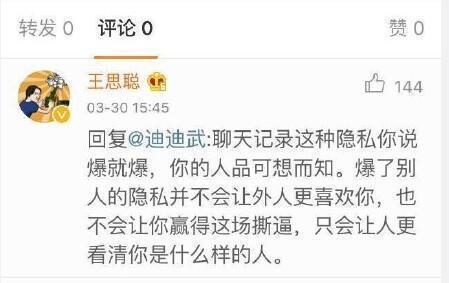 转发 0 评论 0 赞 0
王思聪 144
03-30 15:45
回复@迪迪武:聊天记录这种隐私你说
爆就爆，你的人品可想而知。爆了别
人的隐私并不会让外人更喜欢你，也
不会让你赢得这场撕逼，只会让人更
看清你是什么样的人。